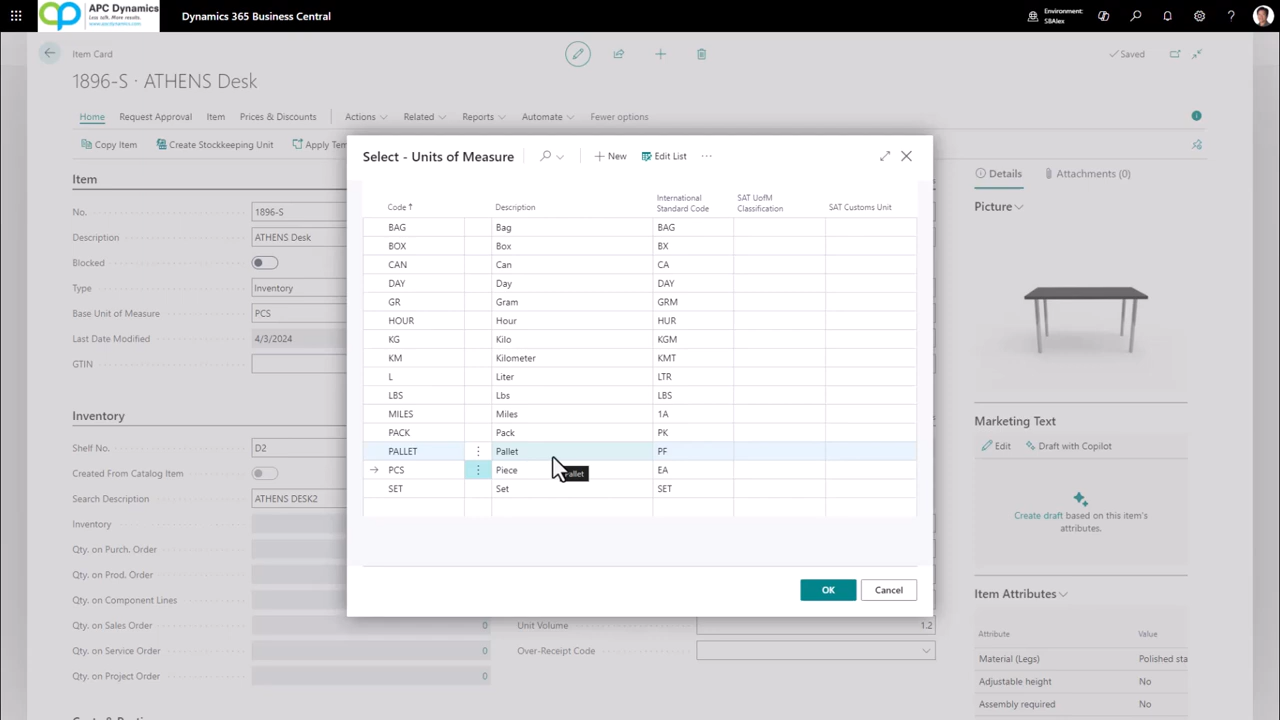 APC Dynamics
Less talk. More results.
www.apcdynamics.com
Dynamics 365 Business Central
Environment:
SBAlex
Item Card
Saved
1896-S · ATHENS Desk
Home
Request Approval
Item
Prices & Discounts
Actions
Related
Reports
Automate
Fewer options
Copy Item
Create Stockkeeping Unit
Apply Tem
Item
No.
1896-S
Description
ATHENS Desk
Blocked
Type
Inventory
Base Unit of Measure
PCS
Last Date Modified
4/3/2024
GTIN
Inventory
Shelf No.
D2
Created From Catalog Item
Search Description
ATHENS DESK2
Inventory
Qty. on Purch. Order
Qty. on Prod. Order
Qty. on Component Lines
Qty. on Sales Order
0
Qty. on Service Order
0
Qty. on Project Order
0
Unit Volume
1.2
Over-Receipt Code
Select - Units of Measure
New
Edit List
Code
Description
International
Standard Code
SAT UofM
Classification
SAT Customs Unit
BAG Bag BAG
BOX Box BX
CAN Can CA
DAY Day DAY
GR Gram GRM
HOUR Hour HUR
KG Kilo KGM
KM Kilometer KMT
L Liter LTR
LBS Lbs LBS
MILES Miles 1A
PACK Pack PK
PALLET Pallet PF
PCS Piece EA
SET Set SET
OK
Cancel
Details
Attachments (0)
Picture
Marketing Text
Edit
Draft with Copilot
Create draft based on this item's
attributes.
Item Attributes
Attribute Value
Material (Legs) Polished sta
Adjustable height No
Assembly required No